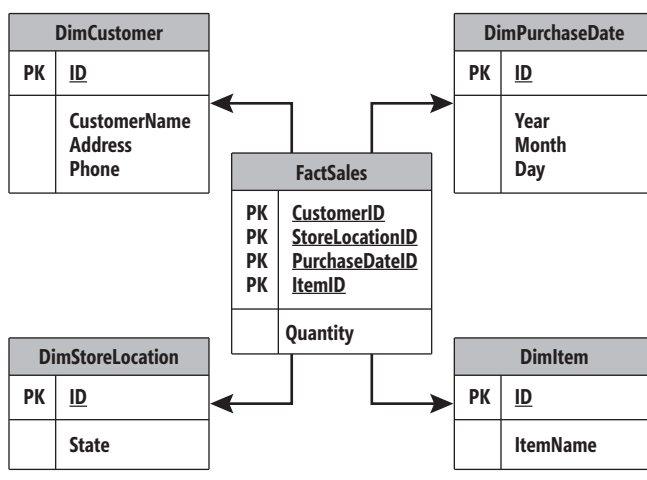 DimCustomer
PK ID
CustomerName
Address
Phone
DimPurchaseDate
PK ID
Year
Month
Day
FactSales
PK CustomerID
PK StoreLocationID
PK PurchaseDateID
PK ItemID
Quantity
DimStoreLocation
PK ID
State
DimItem
PK ID
ItemName